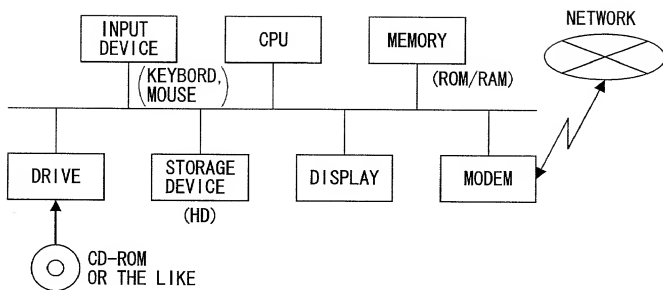 INPUT
DEVICE
CPU
MEMORY
NETWORK
(KEYBORD,
MOUSE)
(ROM/RAM)
DRIVE
STORAGE
DEVICE
DISPLAY
MODEM
(HD)
CD-ROM
OR THE LIKE